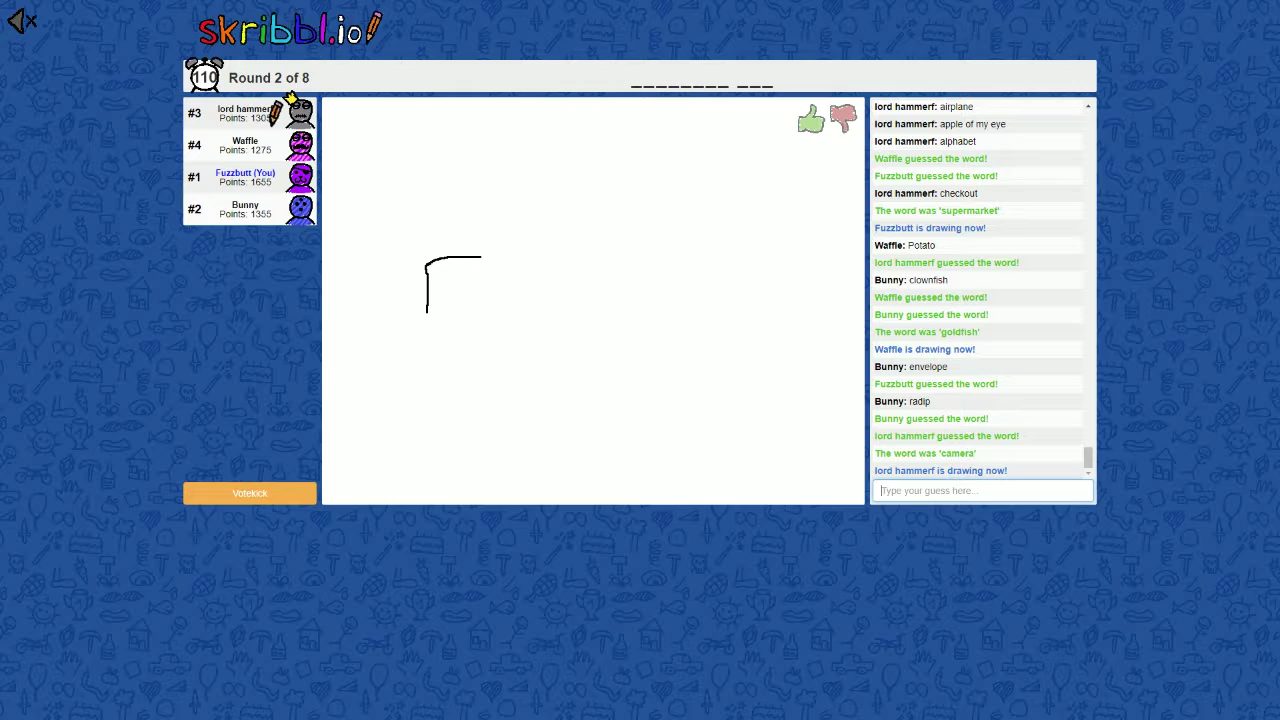 skribbl.io
110 Round 2 of 8
________ ___
#3 lord hammerf
Points: 1305
#4 Waffle
Points: 1275
#1 Fuzzbutt (You)
Points: 1655
#2 Bunny
Points: 1355
Votekick
lord hammerf: airplane
lord hammerf: apple of my eye
lord hammerf: alphabet
Waffle guessed the word!
Fuzzbutt guessed the word!
lord hammerf: checkout
The word was 'supermarket'
Fuzzbutt is drawing now!
Waffle: Potato
lord hammerf guessed the word!
Bunny: clownfish
Waffle guessed the word!
Bunny guessed the word!
The word was 'goldfish'
Waffle is drawing now!
Bunny: envelope
Fuzzbutt guessed the word!
Bunny: radip
Bunny guessed the word!
lord hammerf guessed the word!
The word was 'camera'
lord hammerf is drawing now!
Type your guess here...